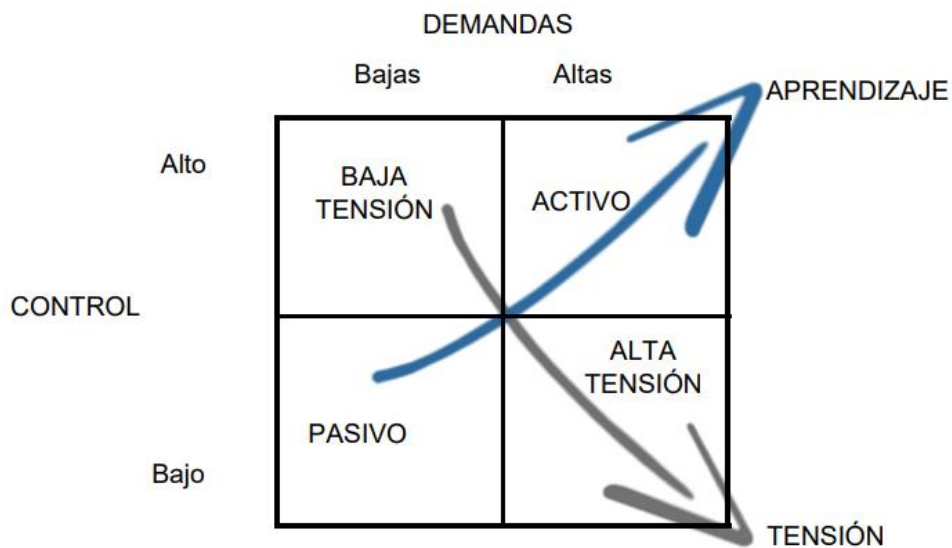 DEMANDAS
Bajas
Altas
APRENDIZAJE
Alto
BAJA
TENSIÓN
ACTIVO
CONTROL
ALTA
TENSIÓN
PASIVO
Bajo
TENSIÓN